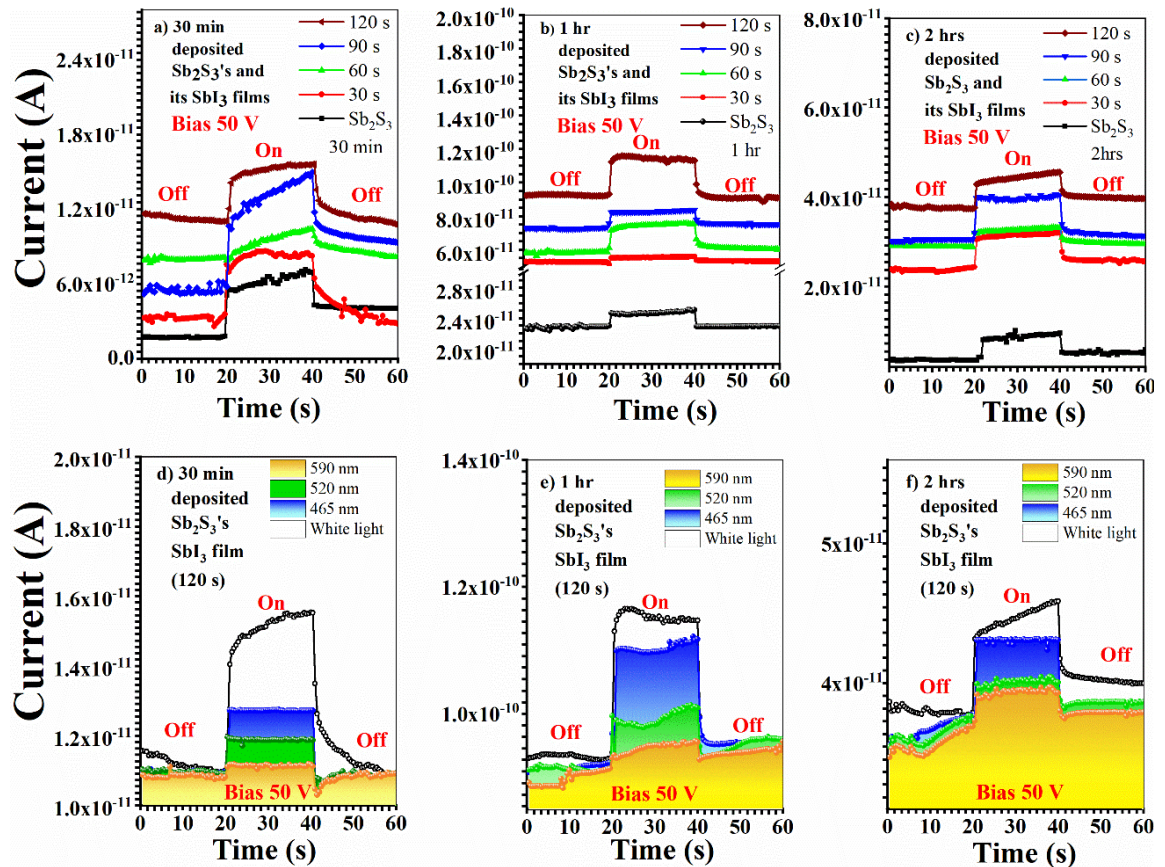 Current (A)
2.4x10⁻¹¹
1.8x10⁻¹¹
1.2x10⁻¹¹
6.0x10⁻¹²
0.0
a) 30 min
deposited
Sb₂S₃'s and
its SbI₃ films
Bias 50 V
120 s
90 s
60 s
30 s
Sb₂S₃
30 min
Off
On
Off
0 10 20 30 40 50 60
Time (s)
2.0x10⁻¹⁰
1.8x10⁻¹⁰
1.6x10⁻¹⁰
1.4x10⁻¹⁰
1.2x10⁻¹⁰
1.0x10⁻¹⁰
8.0x10⁻¹¹
6.0x10⁻¹¹
2.8x10⁻¹¹
2.4x10⁻¹¹
2.0x10⁻¹¹
b) 1 hr
deposited
Sb₂S₃'s and
its SbI₃ films
Bias 50 V
120 s
90 s
60 s
30 s
Sb₂S₃
1 hr
Off
On
Off
0 10 20 30 40 50 60
Time (s)
8.0x10⁻¹¹
6.0x10⁻¹¹
4.0x10⁻¹¹
2.0x10⁻¹¹
c) 2 hrs
deposited
Sb₂S₃ and
its SbI₃ films
Bias 50 V
120 s
90 s
60 s
30 s
Sb₂S₃
2hrs
Off
On
Off
0 10 20 30 40 50 60
Time (s)
Current (A)
2.0x10⁻¹¹
1.8x10⁻¹¹
1.6x10⁻¹¹
1.5x10⁻¹¹
1.2x10⁻¹¹
1.0x10⁻¹¹
d) 30 min
deposited
Sb₂S₃'s
SbI₃ film
(120 s)
590 nm
520 nm
465 nm
White light
On
Off
Off
Bias 50 V
0 10 20 30 40 50 60
Time (s)
1.4x10⁻¹⁰
1.2x10⁻¹⁰
1.0x10⁻¹⁰
e) 1 hr
deposited
Sb₂S₃'s
SbI₃ film
(120 s)
590 nm
520 nm
465 nm
White light
On
Off
Off
Bias 50 V
0 10 20 30 40 50 60
Time (s)
5x10⁻¹¹
4x10⁻¹¹
f) 2 hrs
deposited
Sb₂S₃'s
SbI₃ film
(120 s)
590 nm
520 nm
465 nm
White light
On
Off
Off
Bias 50 V
0 10 20 30 40 50 60
Time (s)